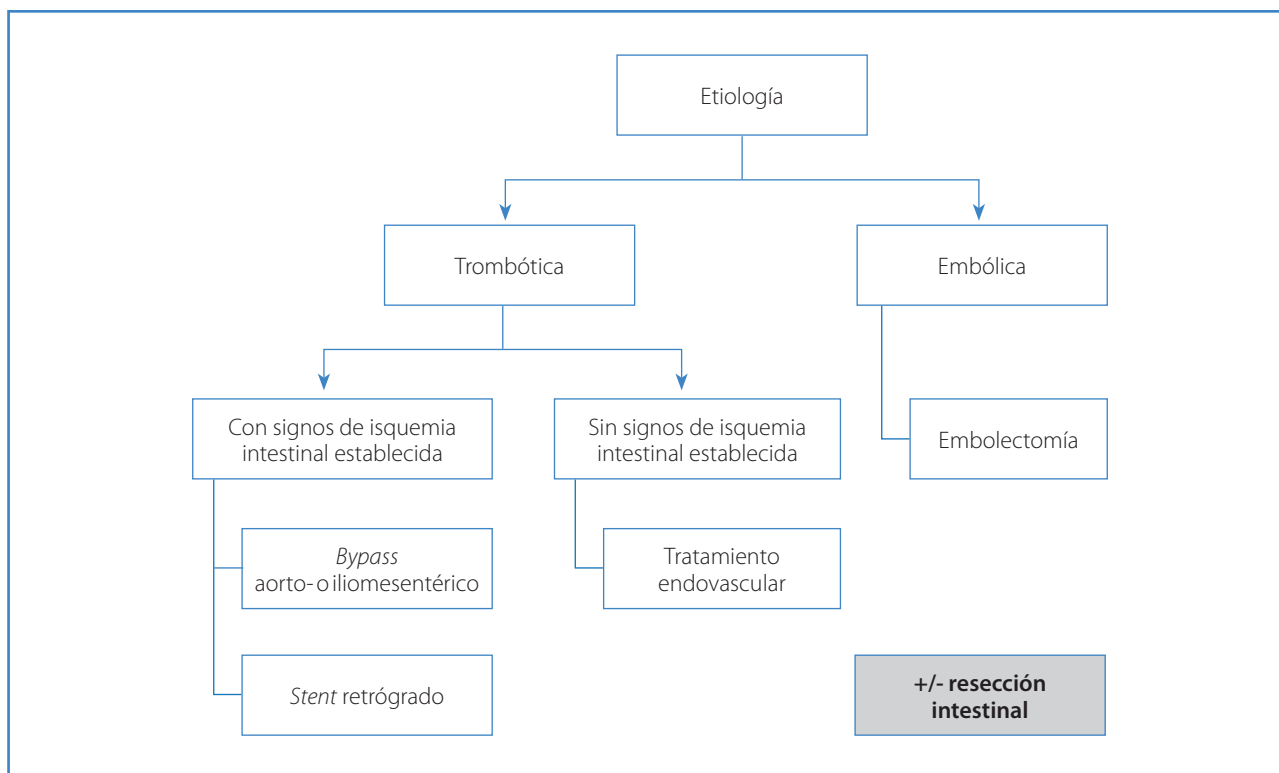 Etiología
Trombótica
Embólica
Con signos de isquemia
intestinal establecida
Sin signos de isquemia
intestinal establecida
Embolectomía
Bypass
aorto- o iliomesentérico
Tratamiento
endovascular
Stent retrógrado
+/- resección
intestinal